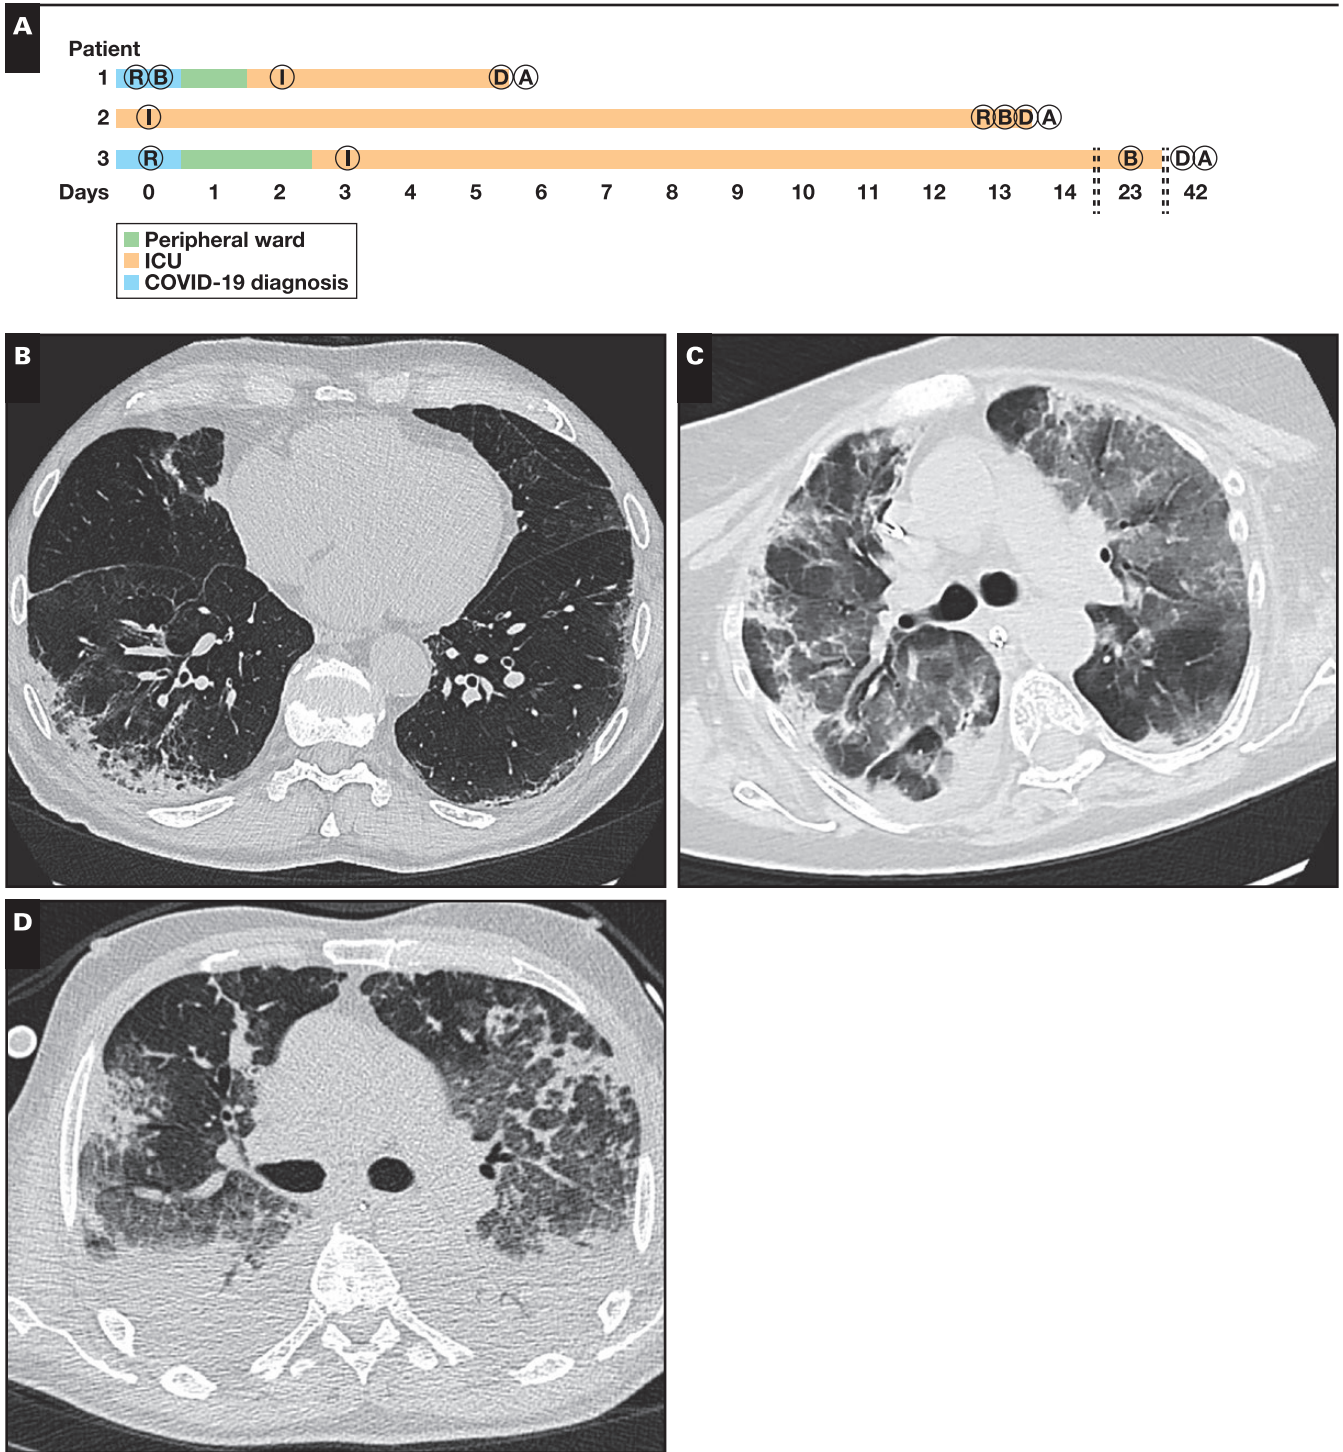 A
Patient
1 R B I D A
2 I R B D A
3 R I B D A
Days 0 1 2 3 4 5 6 7 8 9 10 11 12 13 14 23 42
Peripheral ward
ICU
COVID-19 diagnosis
B
C
D